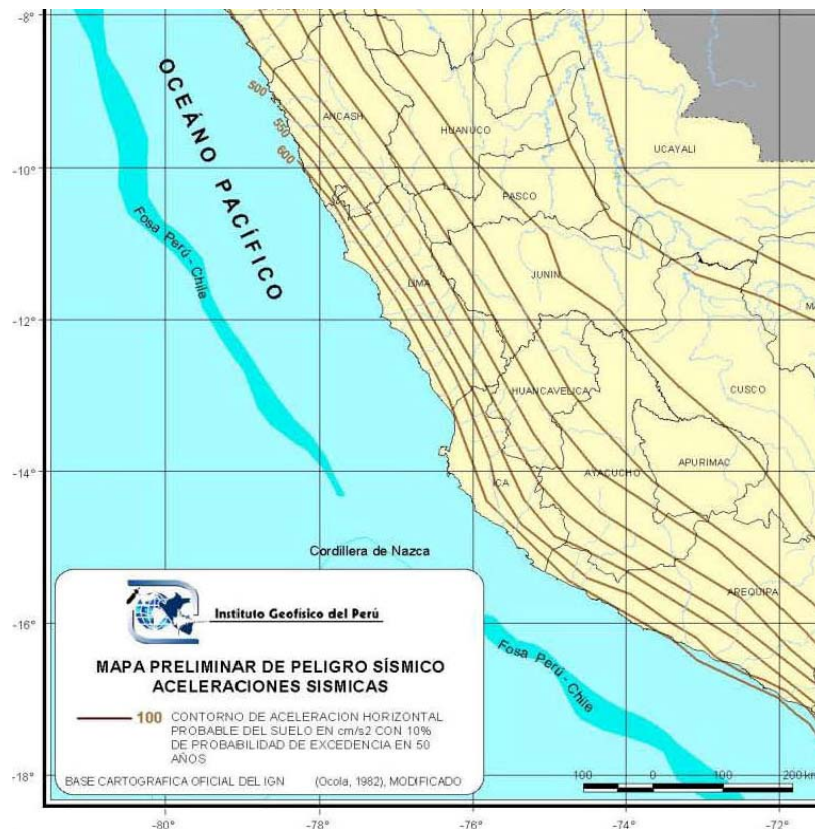 -8°
OCEÁNO PACÍFICO
500
550
600
ANCASH
HUANUCO
UCAYALI
-10°
PASCO
Fosa Perú - Chile
LIMA
JUNIN
-12°
HUANCAVELICA
CUSCO
-14°
ICA
AYACUCHO
APURIMAC
Cordillera de Nazca
AREQUIPA
-16°
Fosa Perú - Chile
Instituto Geofísico del Perú
MAPA PRELIMINAR DE PELIGRO SÍSMICO
ACELERACIONES SISMICAS
100 CONTORNO DE ACELERACION HORIZONTAL
PROBABLE DEL SUELO EN cm/s2 CON 10%
DE PROBABILIDAD DE EXCEDENCIA EN 50
AÑOS
BASE CARTOGRAFICA OFICIAL DEL IGN (Ocola, 1982), MODIFICADO
-18°
100 0 100 200 km
-80° -78° -76° -74° -72°